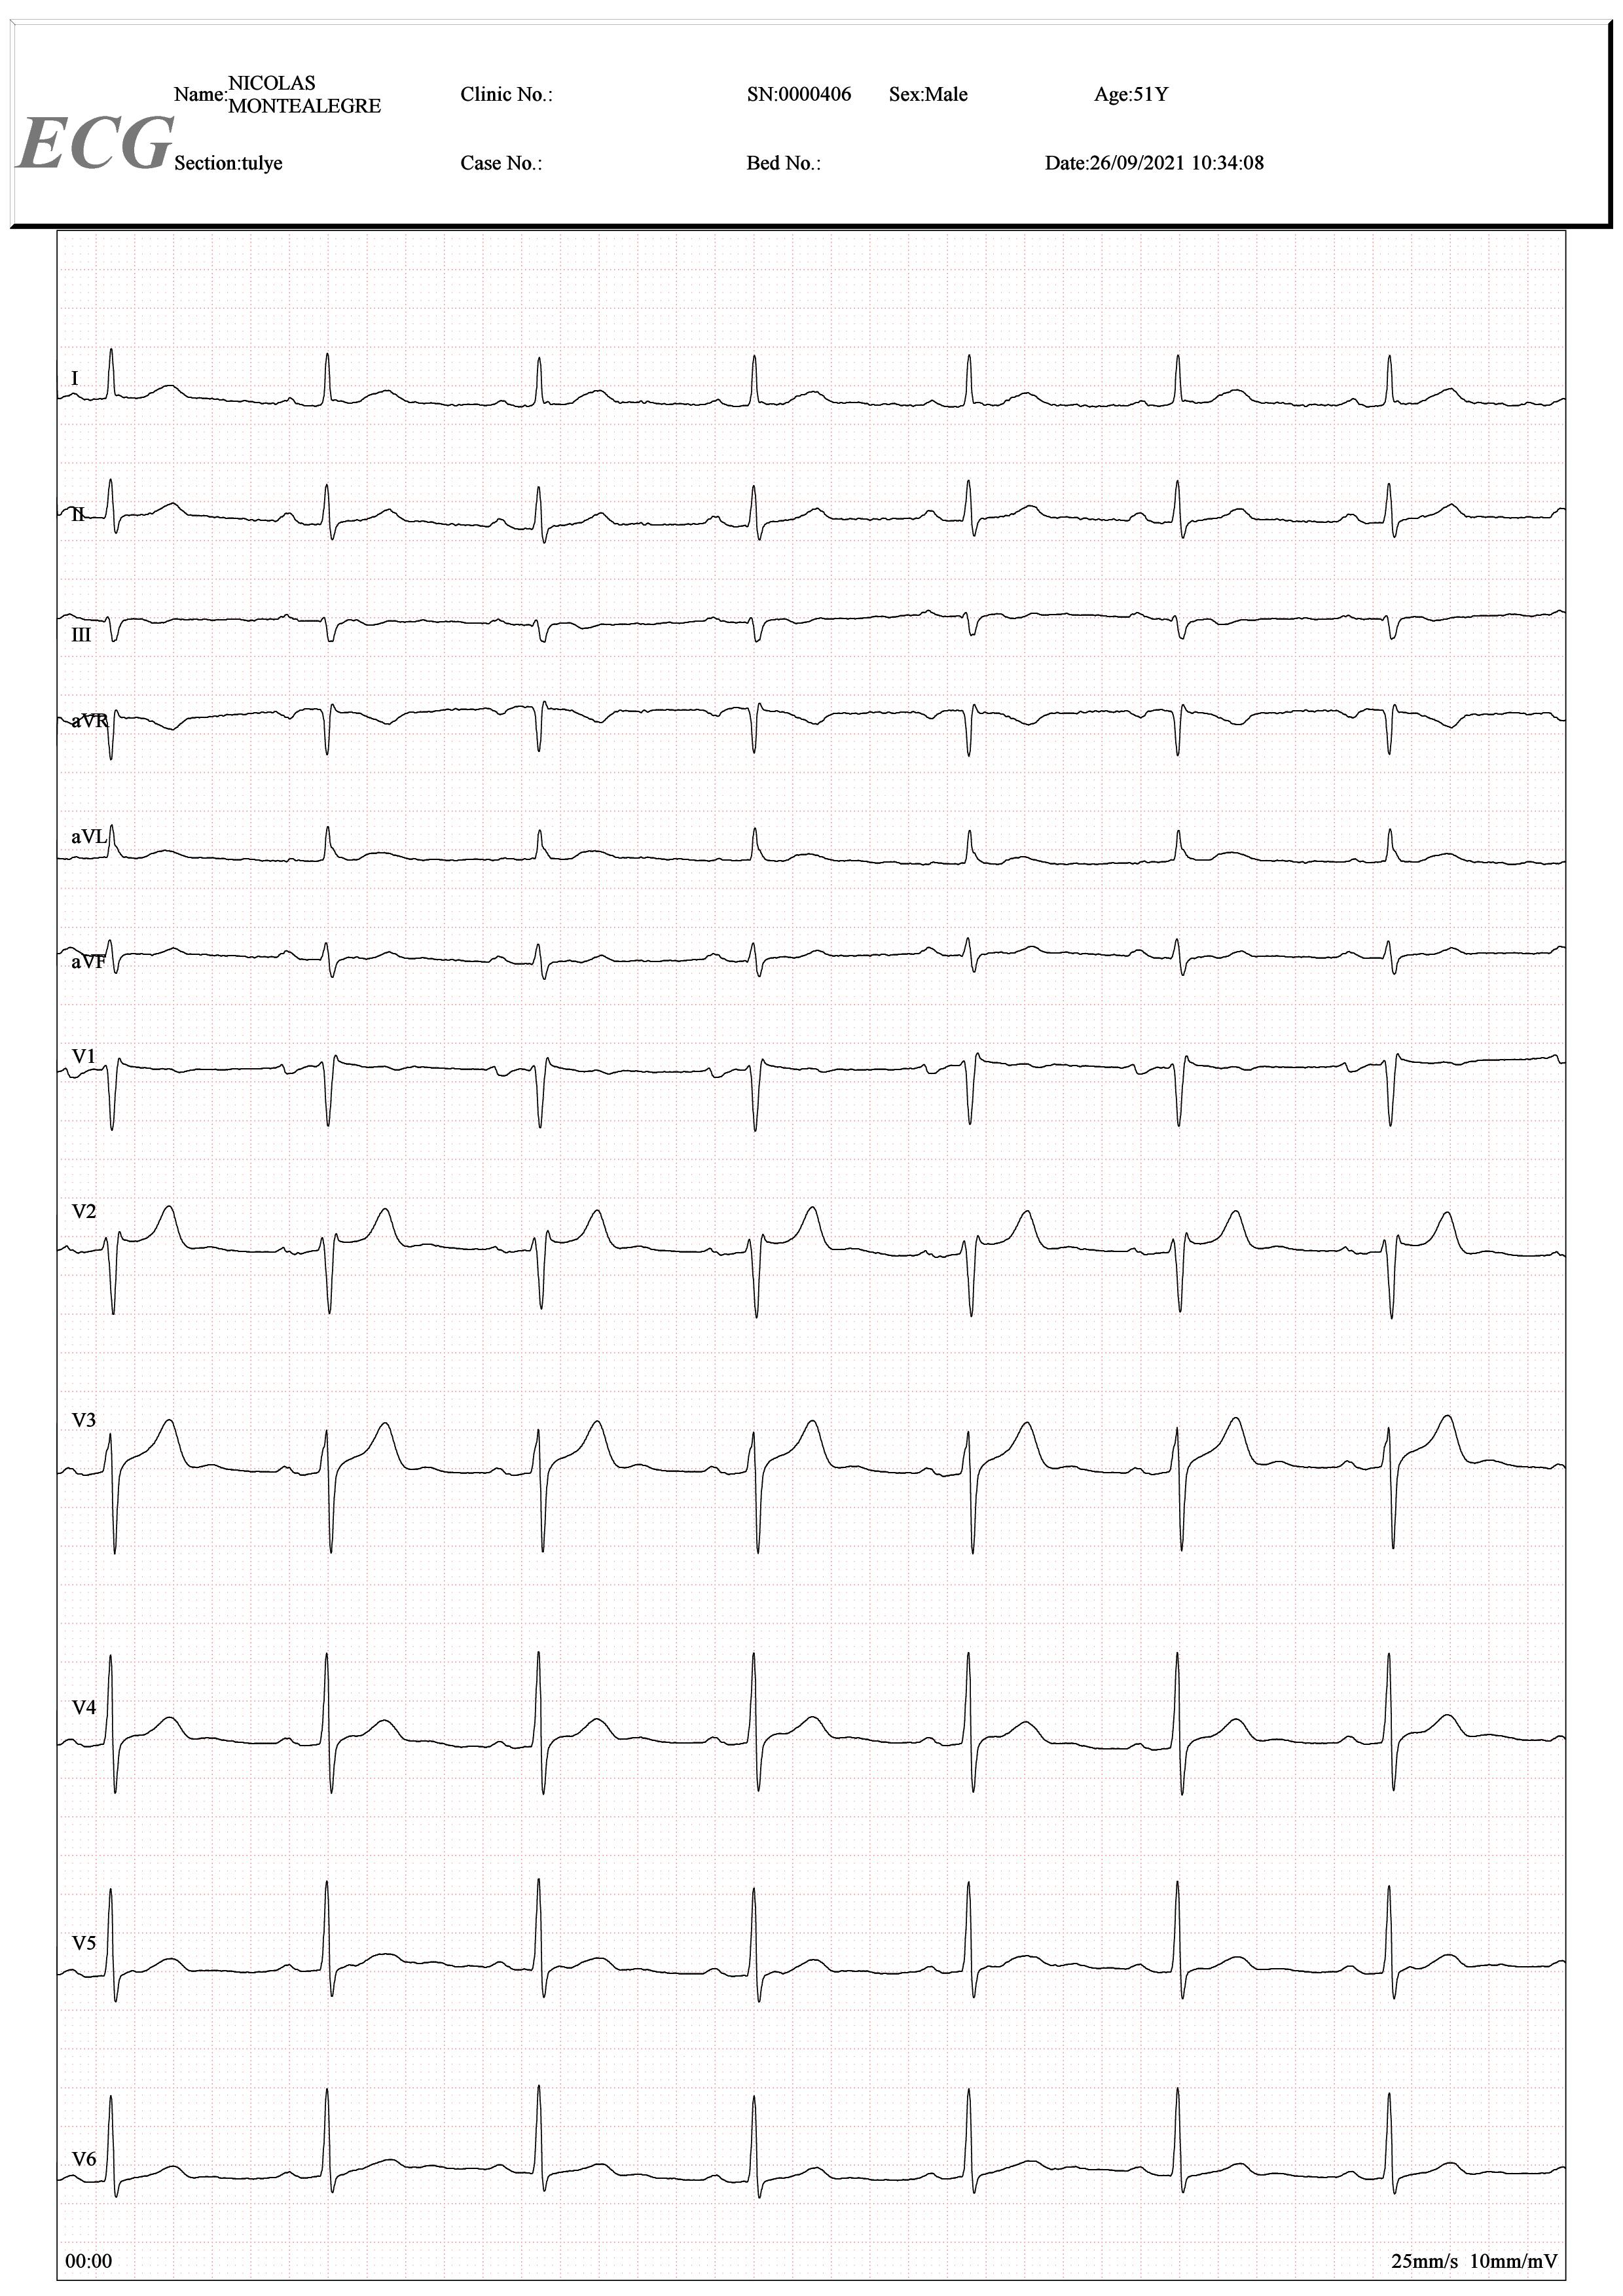 ECG
Name:NICOLAS MONTEALEGRE Clinic No.: SN:0000406 Sex:Male Age:51Y
Section:tulye Case No.: Bed No.: Date:26/09/2021 10:34:08
I
II
III
aVR
aVL
aVF
V1
V2
V3
V4
V5
V6
00:00 25mm/s 10mm/mV